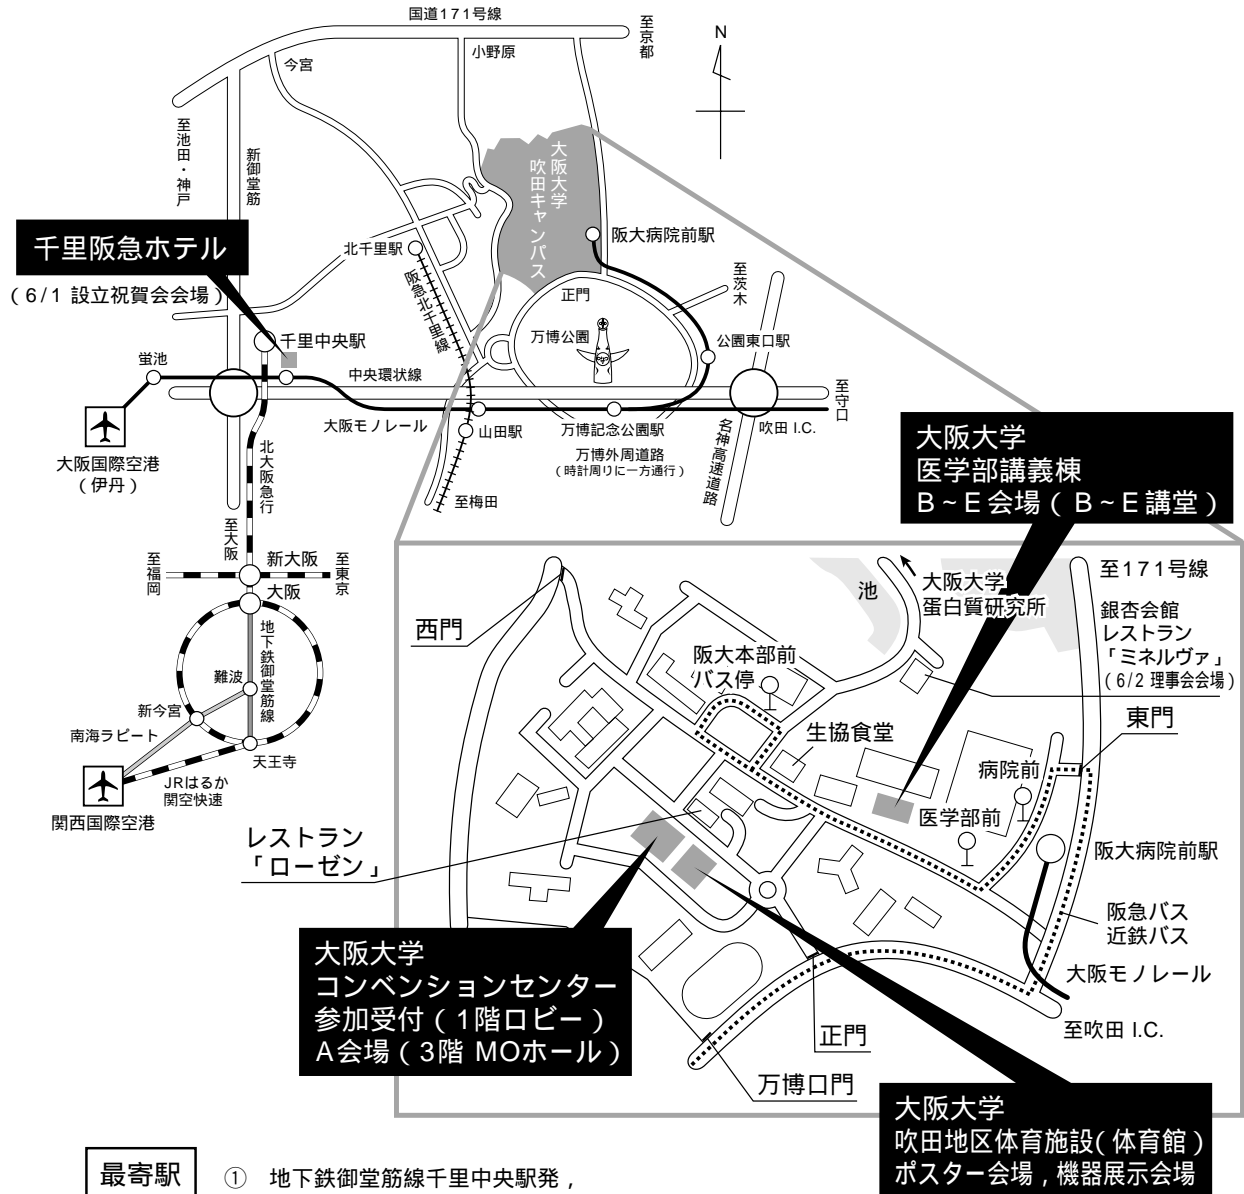 国道171号線
至京都
小野原
今宮
N
至池田・神戸
新御堂筋
大阪大学
吹田キャンパス
千里阪急ホテル
（6/1 設立祝賀会会場）
北千里駅
阪急北千里線
阪大病院前駅
至茨木
正門
万博公園
公園東口駅
千里中央駅
蛍池
中央環状線
至守口
大阪モノレール
山田駅
万博記念公園駅
吹田 I.C.
万博外周道路
（時計周りに一方通行）
名神高速道路
大阪国際空港
（伊丹）
北大阪急行
至梅田
至大阪
新大阪
至福岡
至東京
大阪
地下鉄御堂筋線
難波
新今宮
南海ラピート
天王寺
JRはるか
関空快速
関西国際空港
大阪大学
医学部講義棟
B～E 会場（ B～E 講堂）
至171号線
池
大阪大学
蛋白質研究所
銀杏会館
レストラン
「ミネルヴァ」
（6/2 理事会会場）
西門
阪大本部前
バス停
東門
生協食堂
病院前
医学部前
阪大病院前駅
レストラン
「ローゼン」
阪急バス
近鉄バス
大阪モノレール
大阪大学
コンベンションセンター
参加受付（1階ロビー）
A会場（3階 MOホール）
至吹田 I.C.
正門
万博口門
大阪大学
吹田地区体育施設（体育館）
ポスター会場，機器展示会場
最寄駅
① 地下鉄御堂筋線千里中央駅発，